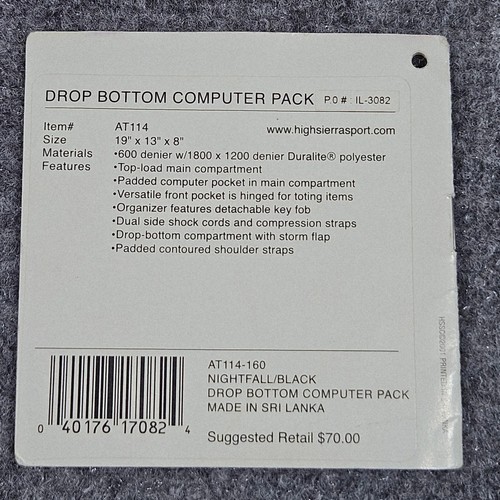 DROP BOTTOM COMPUTER PACK P.O #: IL-3082
Item# AT114 www.highsierrasport.com
Size 19" x 13" x 8"
Materials •600 denier w/1800 x 1200 denier Duralite® polyester
Features •Top-load main compartment
•Padded computer pocket in main compartment
•Versatile front pocket is hinged for toting items
•Organizer features detachable key fob
•Dual side shock cords and compression straps
•Drop-bottom compartment with storm flap
•Padded contoured shoulder straps
AT114-160
NIGHTFALL/BLACK
DROP BOTTOM COMPUTER PACK
MADE IN SRI LANKA
0 40176 17082 4
Suggested Retail $70.00
PRINTED